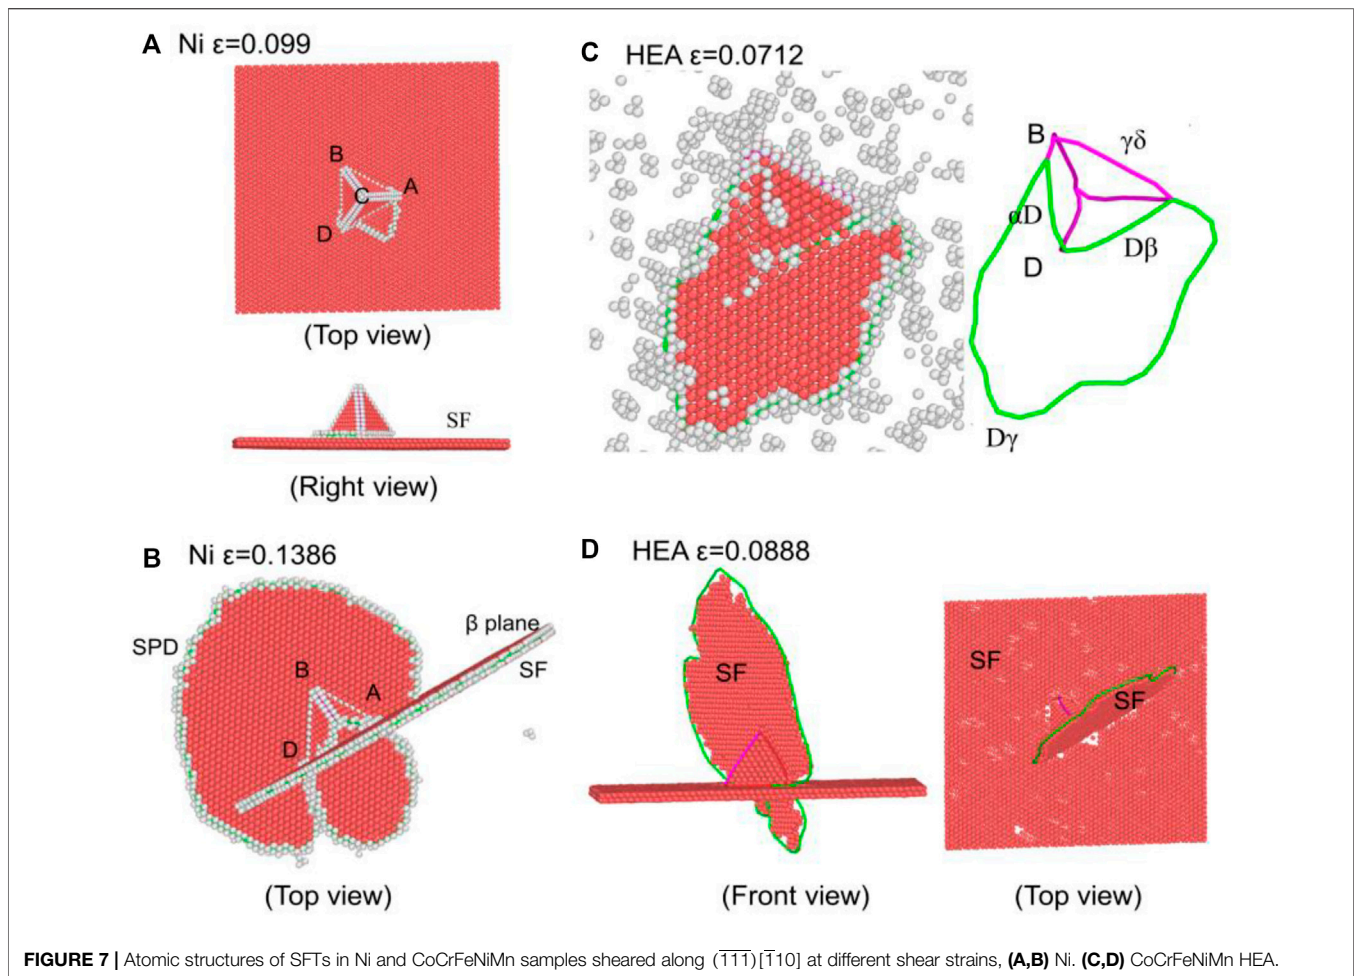 A Ni ε=0.099
B
A
C
D
(Top view)
SF
(Right view)
B Ni ε=0.1386
SPD
β plane
SF
B
A
D
(Top view)
C HEA ε=0.0712
B
γδ
αD
Dβ
D
Dγ
D HEA ε=0.0888
SF
(Front view)
SF
SF
(Top view)
FIGURE 7 | Atomic structures of SFTs in Ni and CoCrFeNiMn samples sheared along (1̅1̅1̅)[1̅10] at different shear strains, (A,B) Ni. (C,D) CoCrFeNiMn HEA.